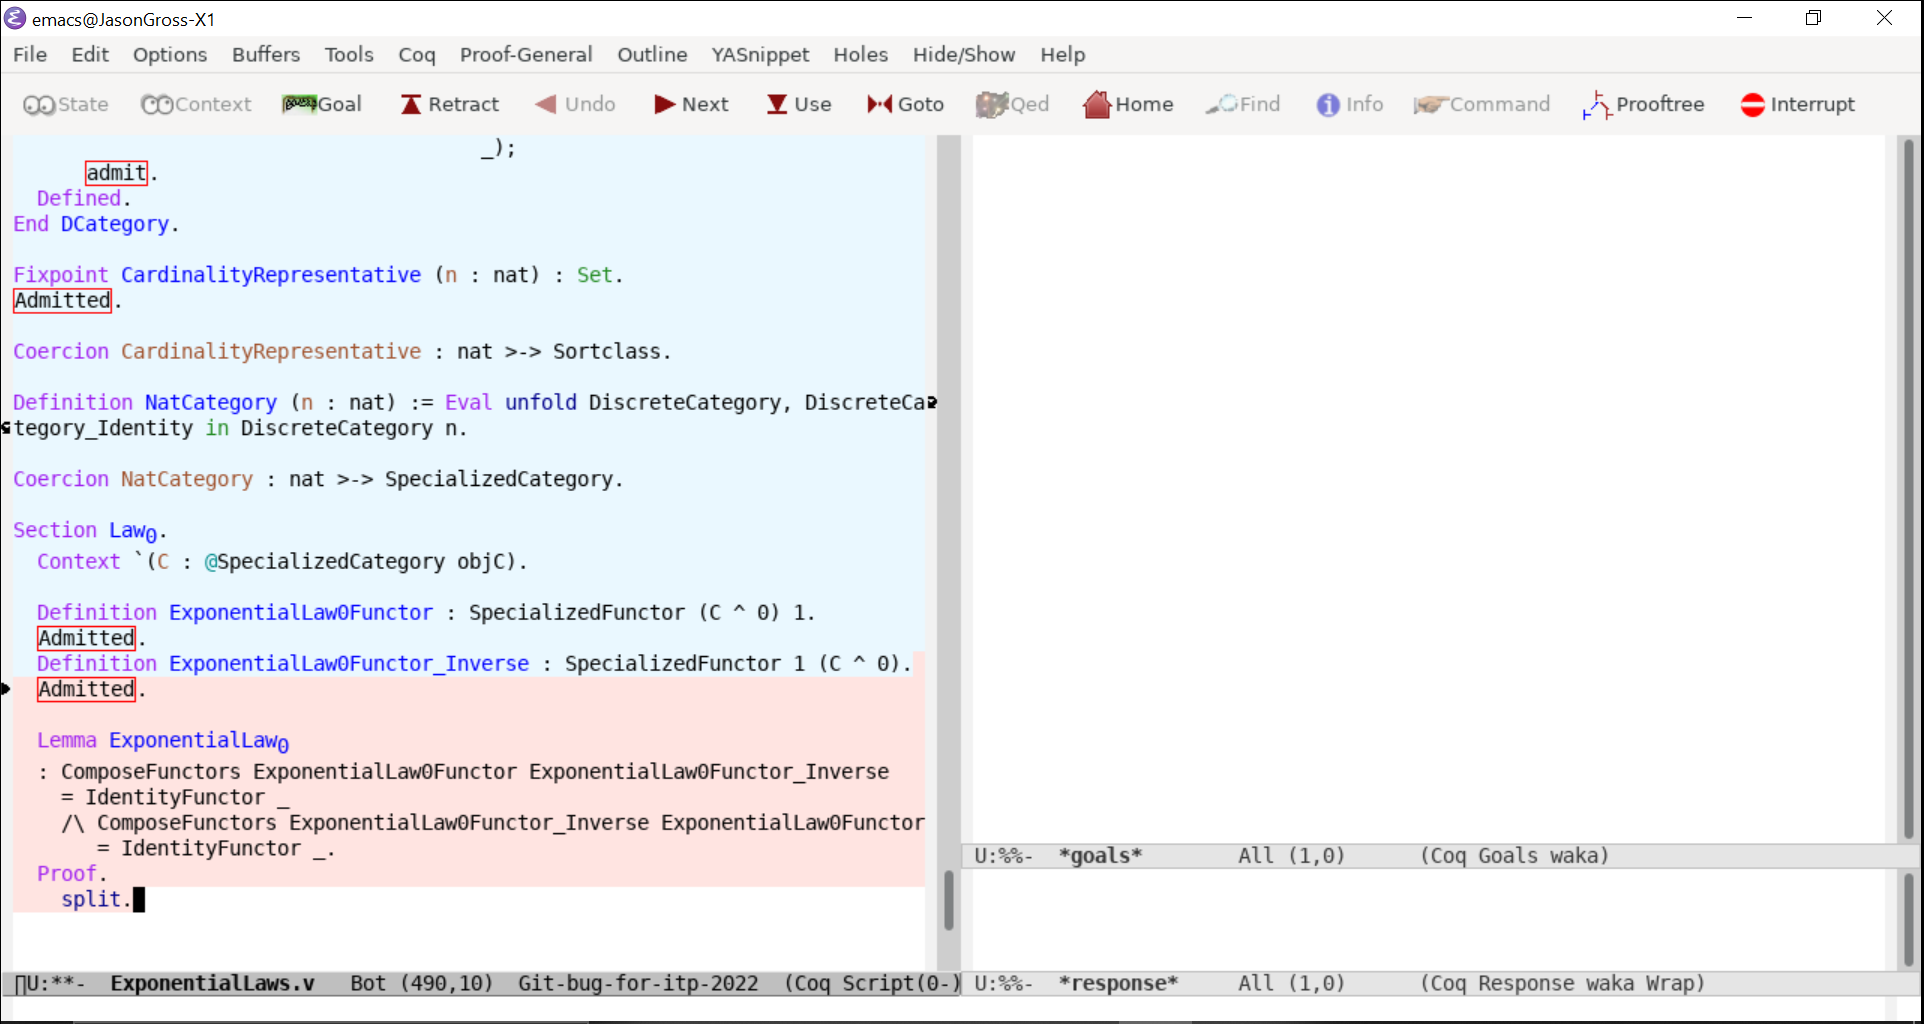 emacs@JasonGross-X1
File Edit Options Buffers Tools Coq Proof-General Outline YASnippet Holes Hide/Show Help
State Context Goal Retract Undo Next Use Goto Qed Home Find Info Command Prooftree Interrupt
_);
admit.
Defined.
End DCategory.
Fixpoint CardinalityRepresentative (n : nat) : Set.
Admitted.
Coercion CardinalityRepresentative : nat >-> Sortclass.
Definition NatCategory (n : nat) := Eval unfold DiscreteCategory, DiscreteCa
tegory_Identity in DiscreteCategory n.
Coercion NatCategory : nat >-> SpecializedCategory.
Section Law₀.
Context `(C : @SpecializedCategory objC).
Definition ExponentialLaw0Functor : SpecializedFunctor (C ^ 0) 1.
Admitted.
Definition ExponentialLaw0Functor_Inverse : SpecializedFunctor 1 (C ^ 0).
Admitted.
Lemma ExponentialLaw₀
: ComposeFunctors ExponentialLaw0Functor ExponentialLaw0Functor_Inverse
= IdentityFunctor _
/\ ComposeFunctors ExponentialLaw0Functor_Inverse ExponentialLaw0Functor
= IdentityFunctor _.
Proof.
split.
U:**- ExponentialLaws.v Bot (490,10) Git-bug-for-itp-2022 (Coq Script(0-)
U:%%- *goals* All (1,0) (Coq Goals waka)
U:%%- *response* All (1,0) (Coq Response waka Wrap)